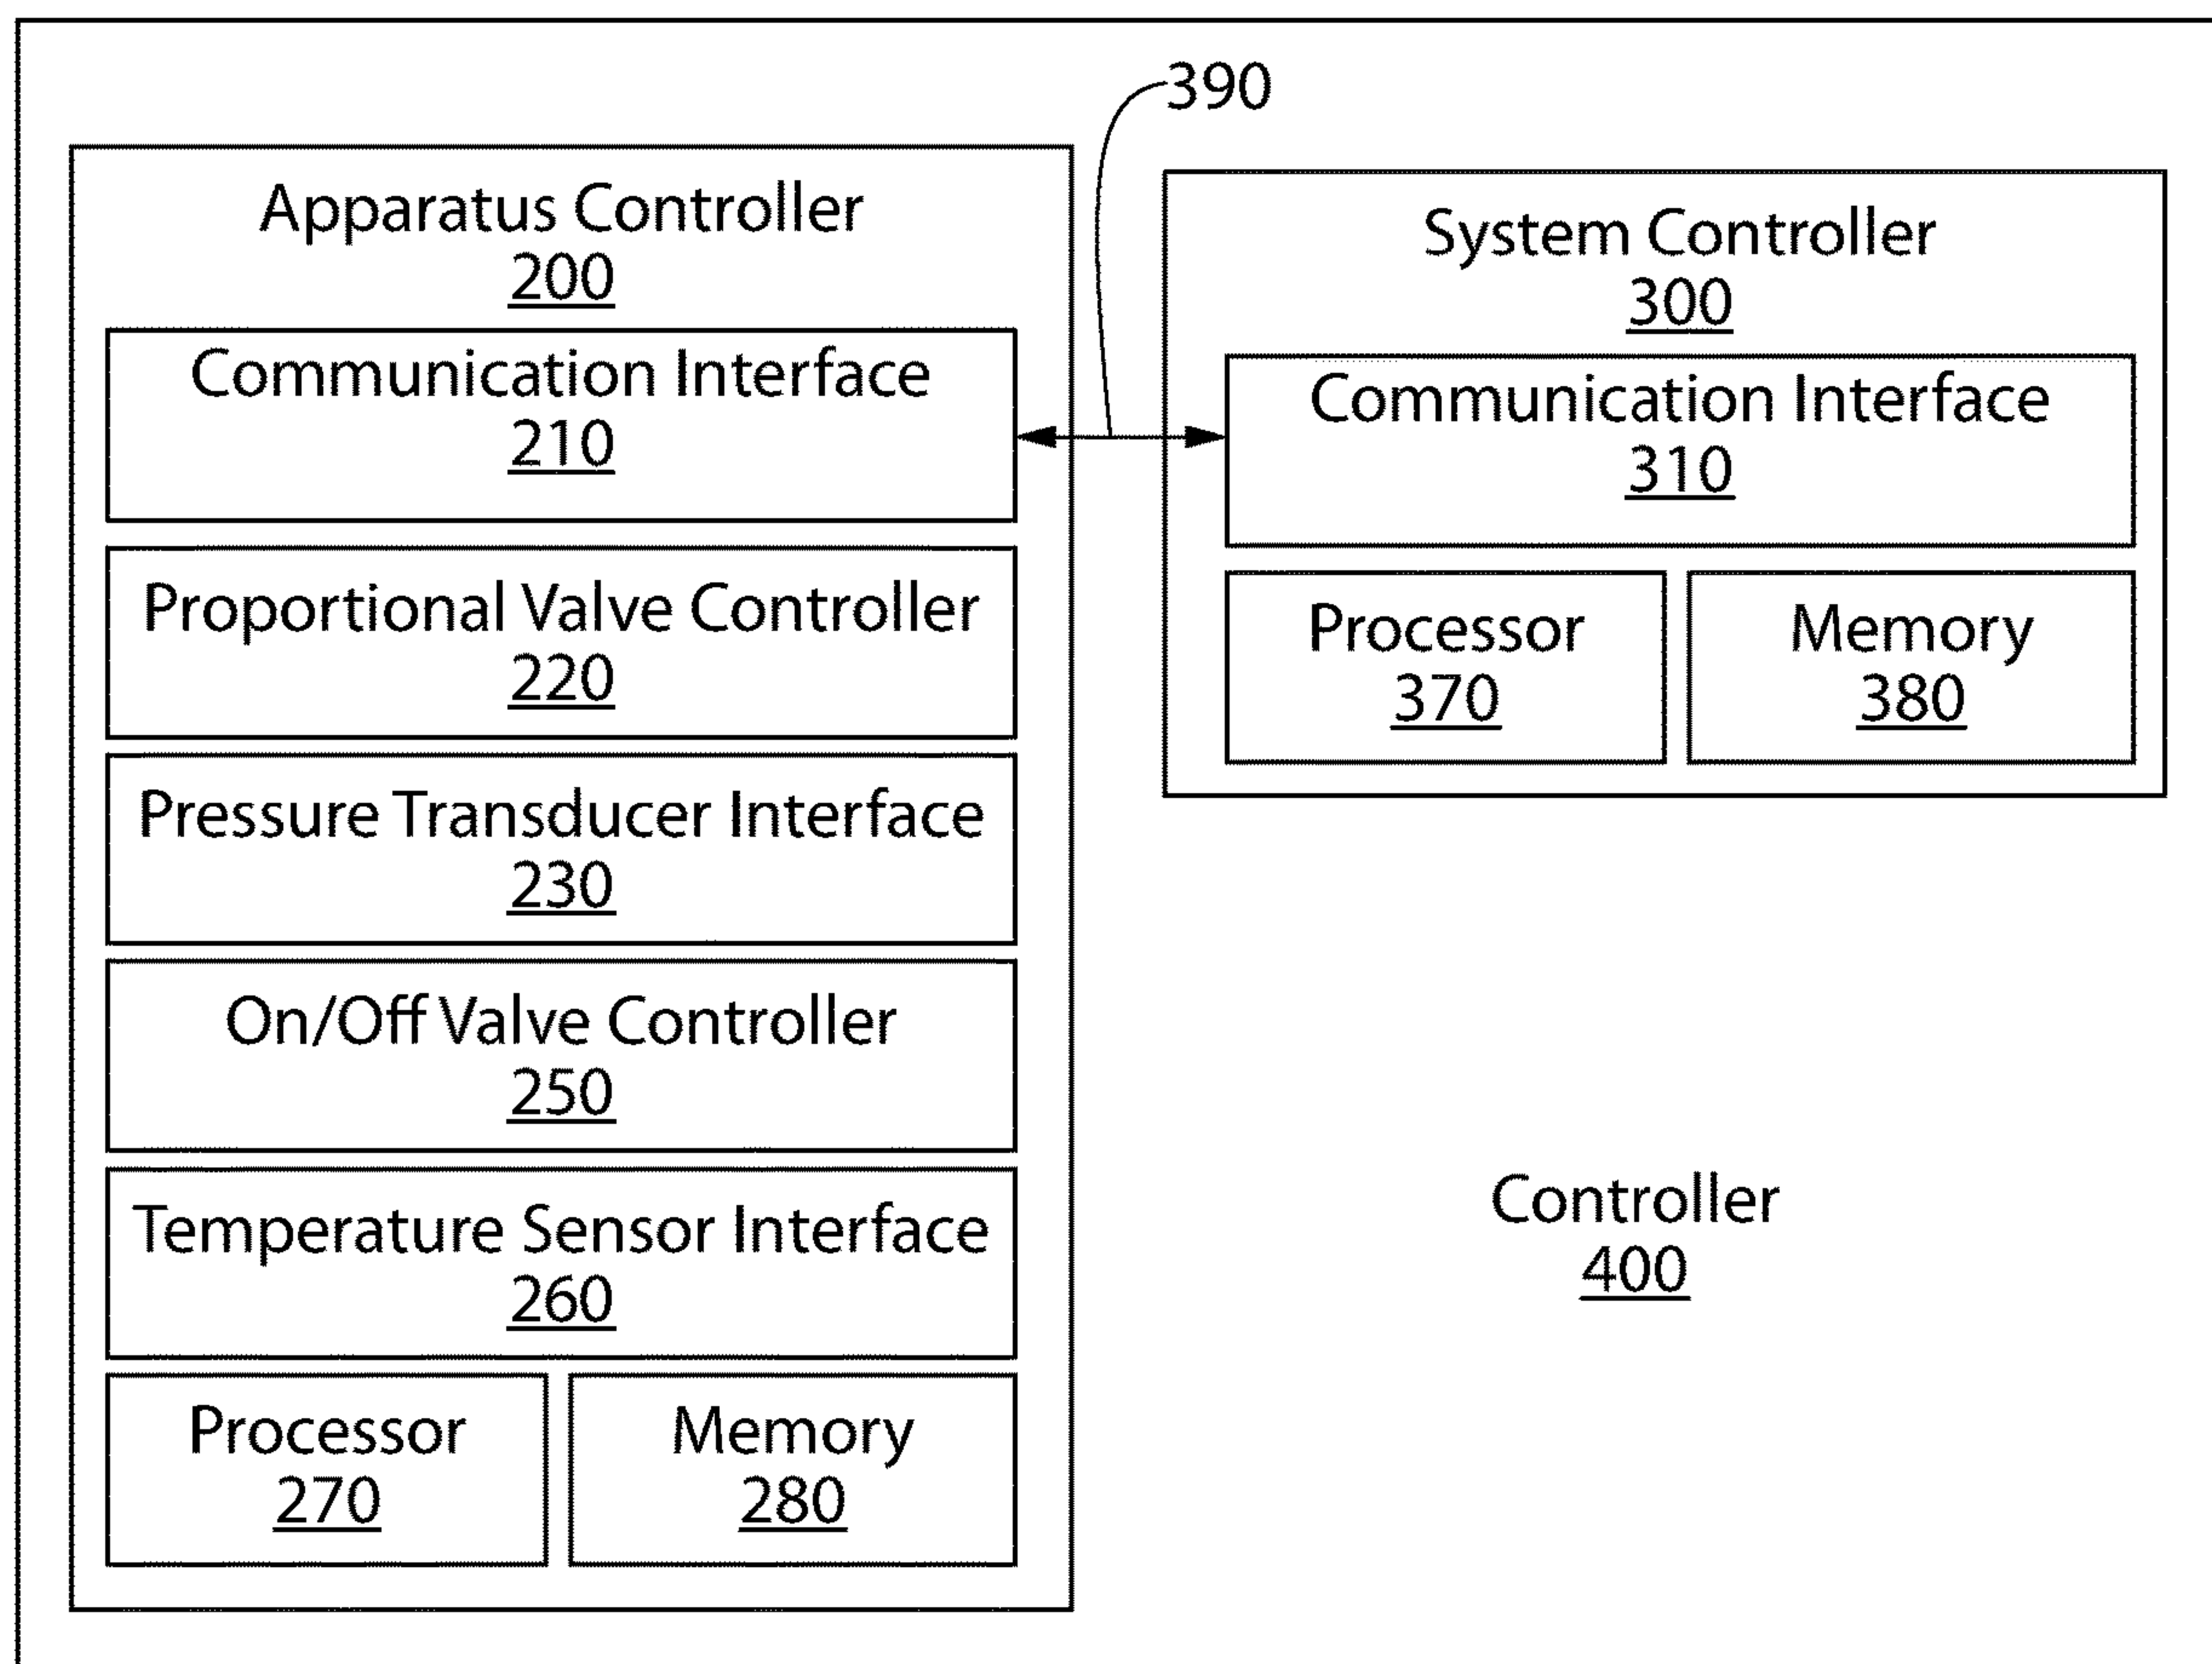 390
Apparatus Controller
200
Communication Interface
210
Proportional Valve Controller
220
Pressure Transducer Interface
230
On/Off Valve Controller
250
Temperature Sensor Interface
260
Processor
270
Memory
280
System Controller
300
Communication Interface
310
Processor
370
Memory
380
Controller
400